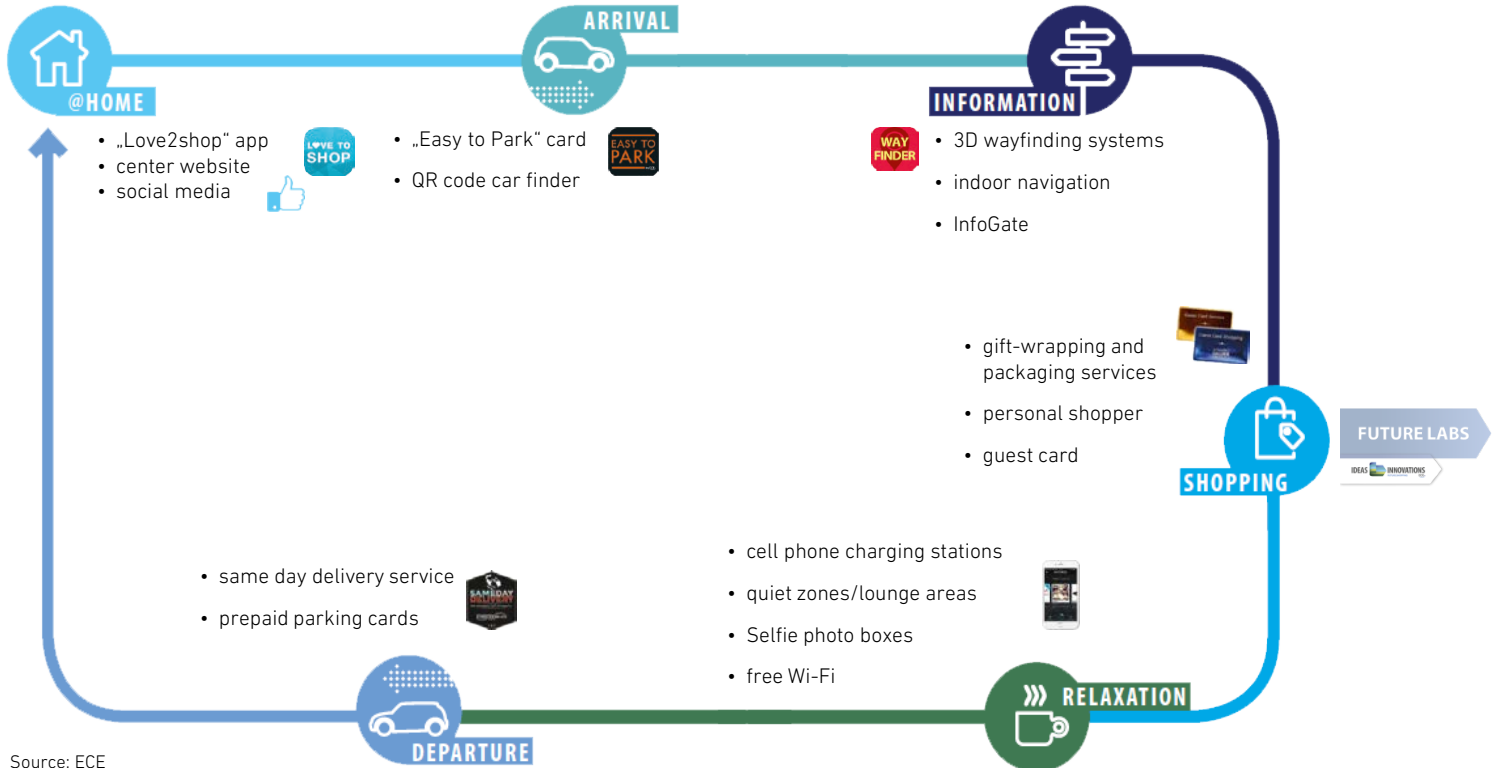 ARRIVAL
@HOME
INFORMATION
• „Love2shop“ app
• center website
• social media
LOVE TO
SHOP
• „Easy to Park“ card
• QR code car finder
EASY TO
PARK
WAY
FINDER
• 3D wayfinding systems
• indoor navigation
• InfoGate
• gift-wrapping and
packaging services
• personal shopper
• guest card
SHOPPING
FUTURE LABS
IDEAS INNOVATIONS
• cell phone charging stations
• quiet zones/lounge areas
• Selfie photo boxes
• free Wi-Fi
• same day delivery service
• prepaid parking cards
SAMEDAY
DELIVERY
RELAXATION
DEPARTURE
Source: ECE